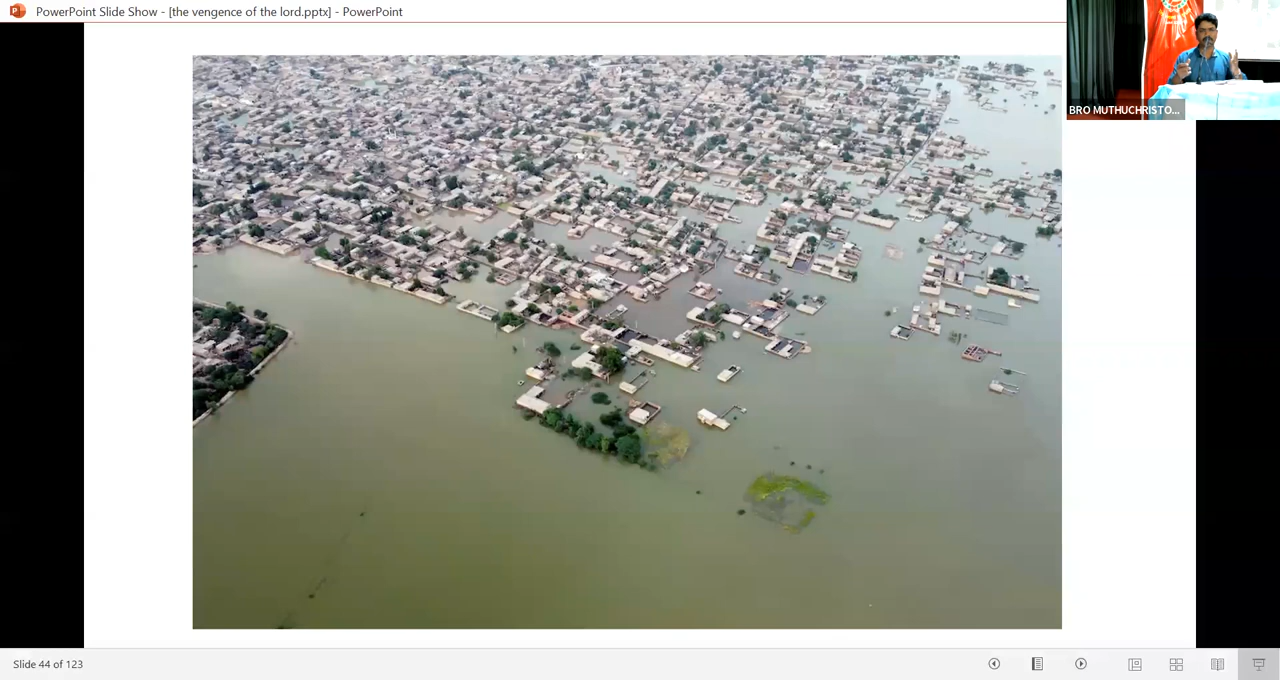 PowerPoint Slide Show - [the vengence of the lord.pptx] - PowerPoint
BRO MUTHUCHRISTO...
Slide 44 of 123